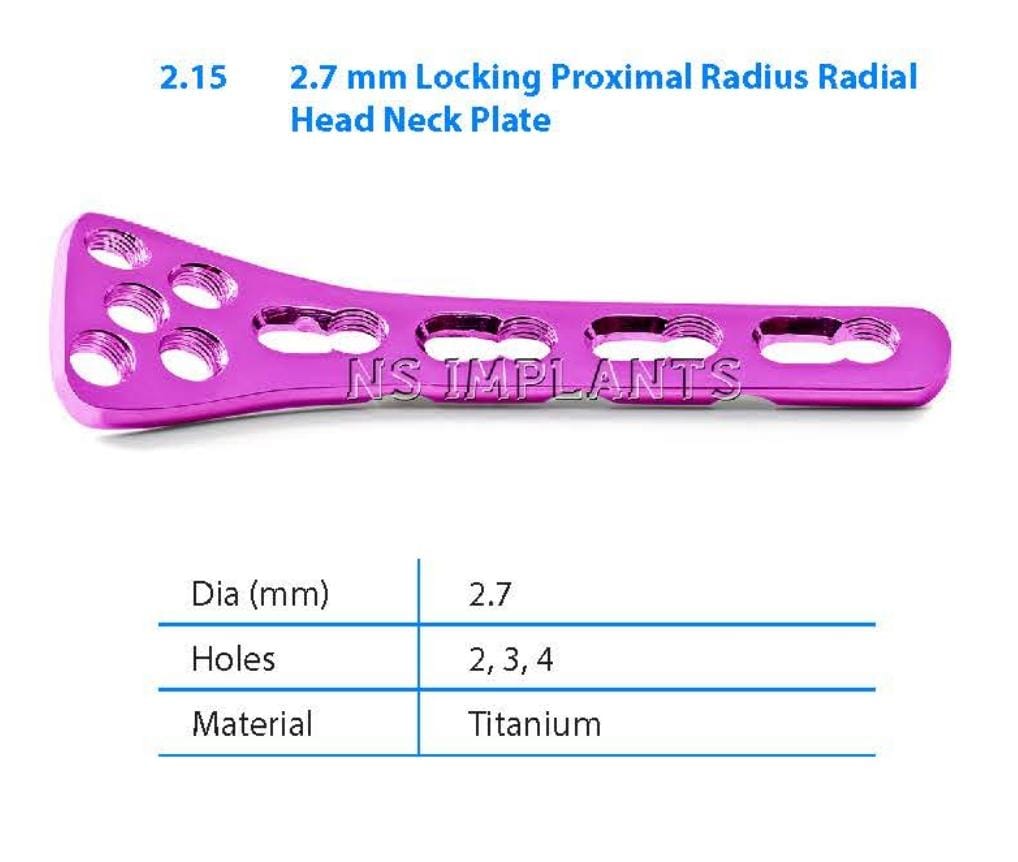 2.15 2.7 mm Locking Proximal Radius Radial
Head Neck Plate
NS IMPLANTS
Dia (mm) 2.7
Holes 2, 3, 4
Material Titanium